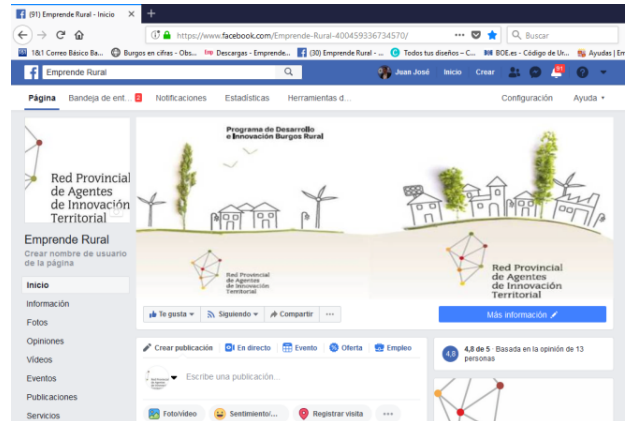 (91) Emprende Rural - Inicio
https://www.facebook.com/Emprende-Rural-400459336734570/
Buscar
1&1 Correo Básico Ba...
Burgos en cifras - Obs...
Descargas - Emprende...
(30) Emprende Rural - ...
Todos tus diseños – C...
BOE.es - Código de Ur...
Ayudas | Em
Emprende Rural
Juan José
Inicio
Crear
91
Página
Bandeja de ent...
Notificaciones
Estadísticas
Herramientas d...
Configuración
Ayuda
Red Provincial
de Agentes
de Innovación
Territorial
Emprende Rural
Crear nombre de usuario
de la página
Inicio
Información
Fotos
Opiniones
Vídeos
Eventos
Publicaciones
Servicios
Programa de Desarrollo
e Innovación Burgos Rural
Red Provincial
de Agentes
de Innovación
Territorial
Red Provincial
de Agentes
de Innovación
Territorial
Te gusta
Siguiendo
Compartir
Más información
Crear publicación
En directo
Evento
Oferta
Empleo
Escribe una publicación...
Foto/vídeo
Sentimiento/...
Registrar visita
4,8
4,8 de 5 · Basada en la opinión de 13
personas